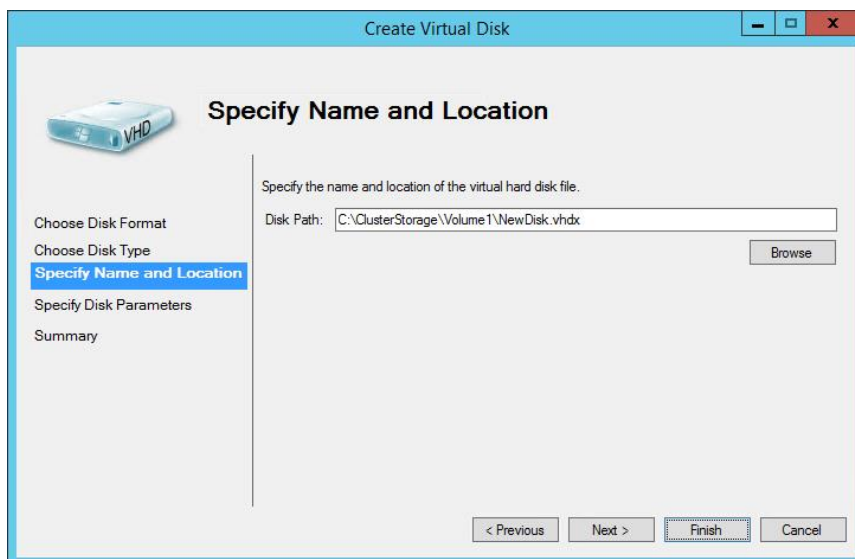 Create Virtual Disk
x
VHD
Specify Name and Location
Specify the name and location of the virtual hard disk file.
Disk Path: C:\ClusterStorage\Volume1\NewDisk.vhdx
Browse
Choose Disk Format
Choose Disk Type
Specify Name and Location
Specify Disk Parameters
Summary
< Previous Next > Finish Cancel